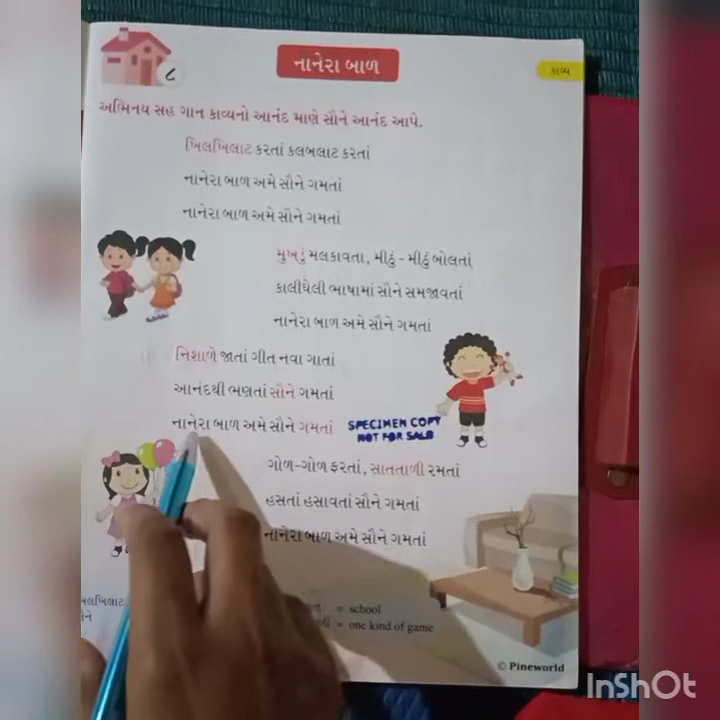 ૮
નાનેરા બાળ
કાવ્ય
અભિનય સહ ગાન કાવ્યનો આનંદ માણે સૌને આનંદ આપે.
ખિલખિલાટ કરતાં કલબલાટ કરતાં
નાનેરા બાળ અમે સૌને ગમતાં
નાનેરા બાળ અમે સૌને ગમતાં
મુખડું મલકાવતા, મીઠું - મીઠું બોલતાં
કાલીઘેલી ભાષામાં સૌને સમજાવતાં
નાનેરા બાળ અમે સૌને ગમતાં
નિશાળે જાતાં ગીત નવા ગાતાં
આનંદથી ભણતાં સૌને ગમતાં
નાનેરા બાળ અમે સૌને ગમતાં
SPECIMEN COPY
NOT FOR SALE
ગોળ-ગોળ ફરતાં, સાતતાળી રમતાં
હસતાં હસાવતાં સૌને ગમતાં
નાનેરા બાળ અમે સૌને ગમતાં
= school
= one kind of game
© Pineworld
InShOt